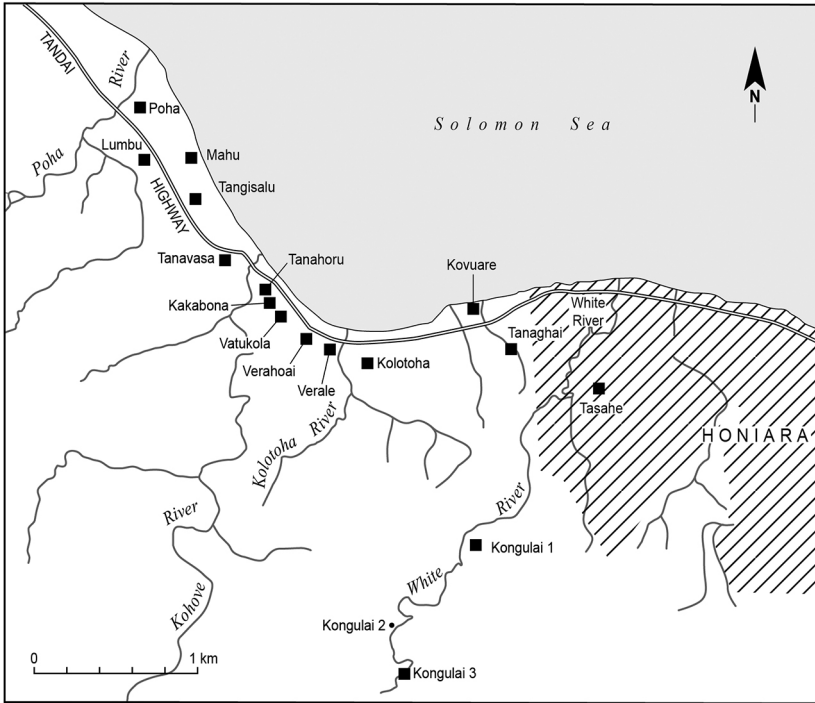 TANDAI
River
Poha
Lumbu
Poha
Mahu
HIGHWAY
Tangisalu
Solomon Sea
N
Tanavasa
Tanahoru
Kakabona
Vatukola
Verahoai
Verale
Kolotoha
Kovuare
Tanaghai
White
River
Tasahe
HONIARA
Kolotoha River
River
Kohove
River
White
Kongulai 1
Kongulai 2
Kongulai 3
0 1 km